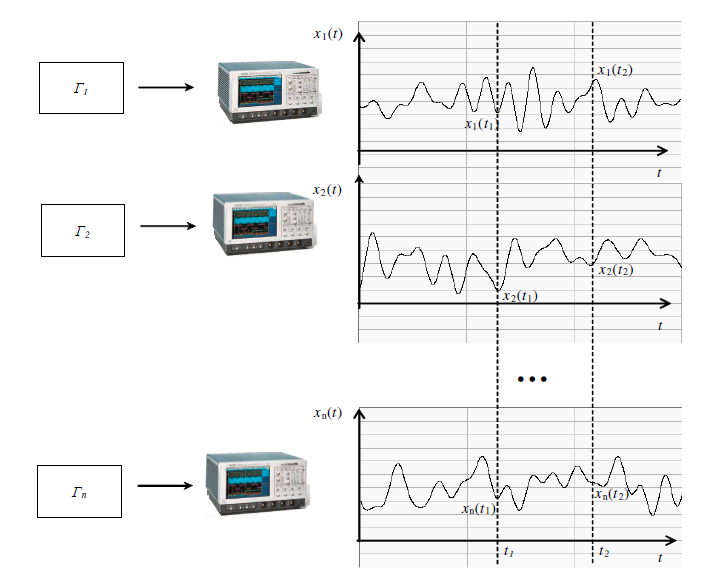 x₁(t)
Γ₁
x₁(t₂)
x₁(t₁)
t
x₂(t)
Γ₂
x₂(t₂)
x₂(t₁)
t
•••
xₙ(t)
Γₙ
xₙ(t₂)
xₙ(t₁)
t₁ t₂
t